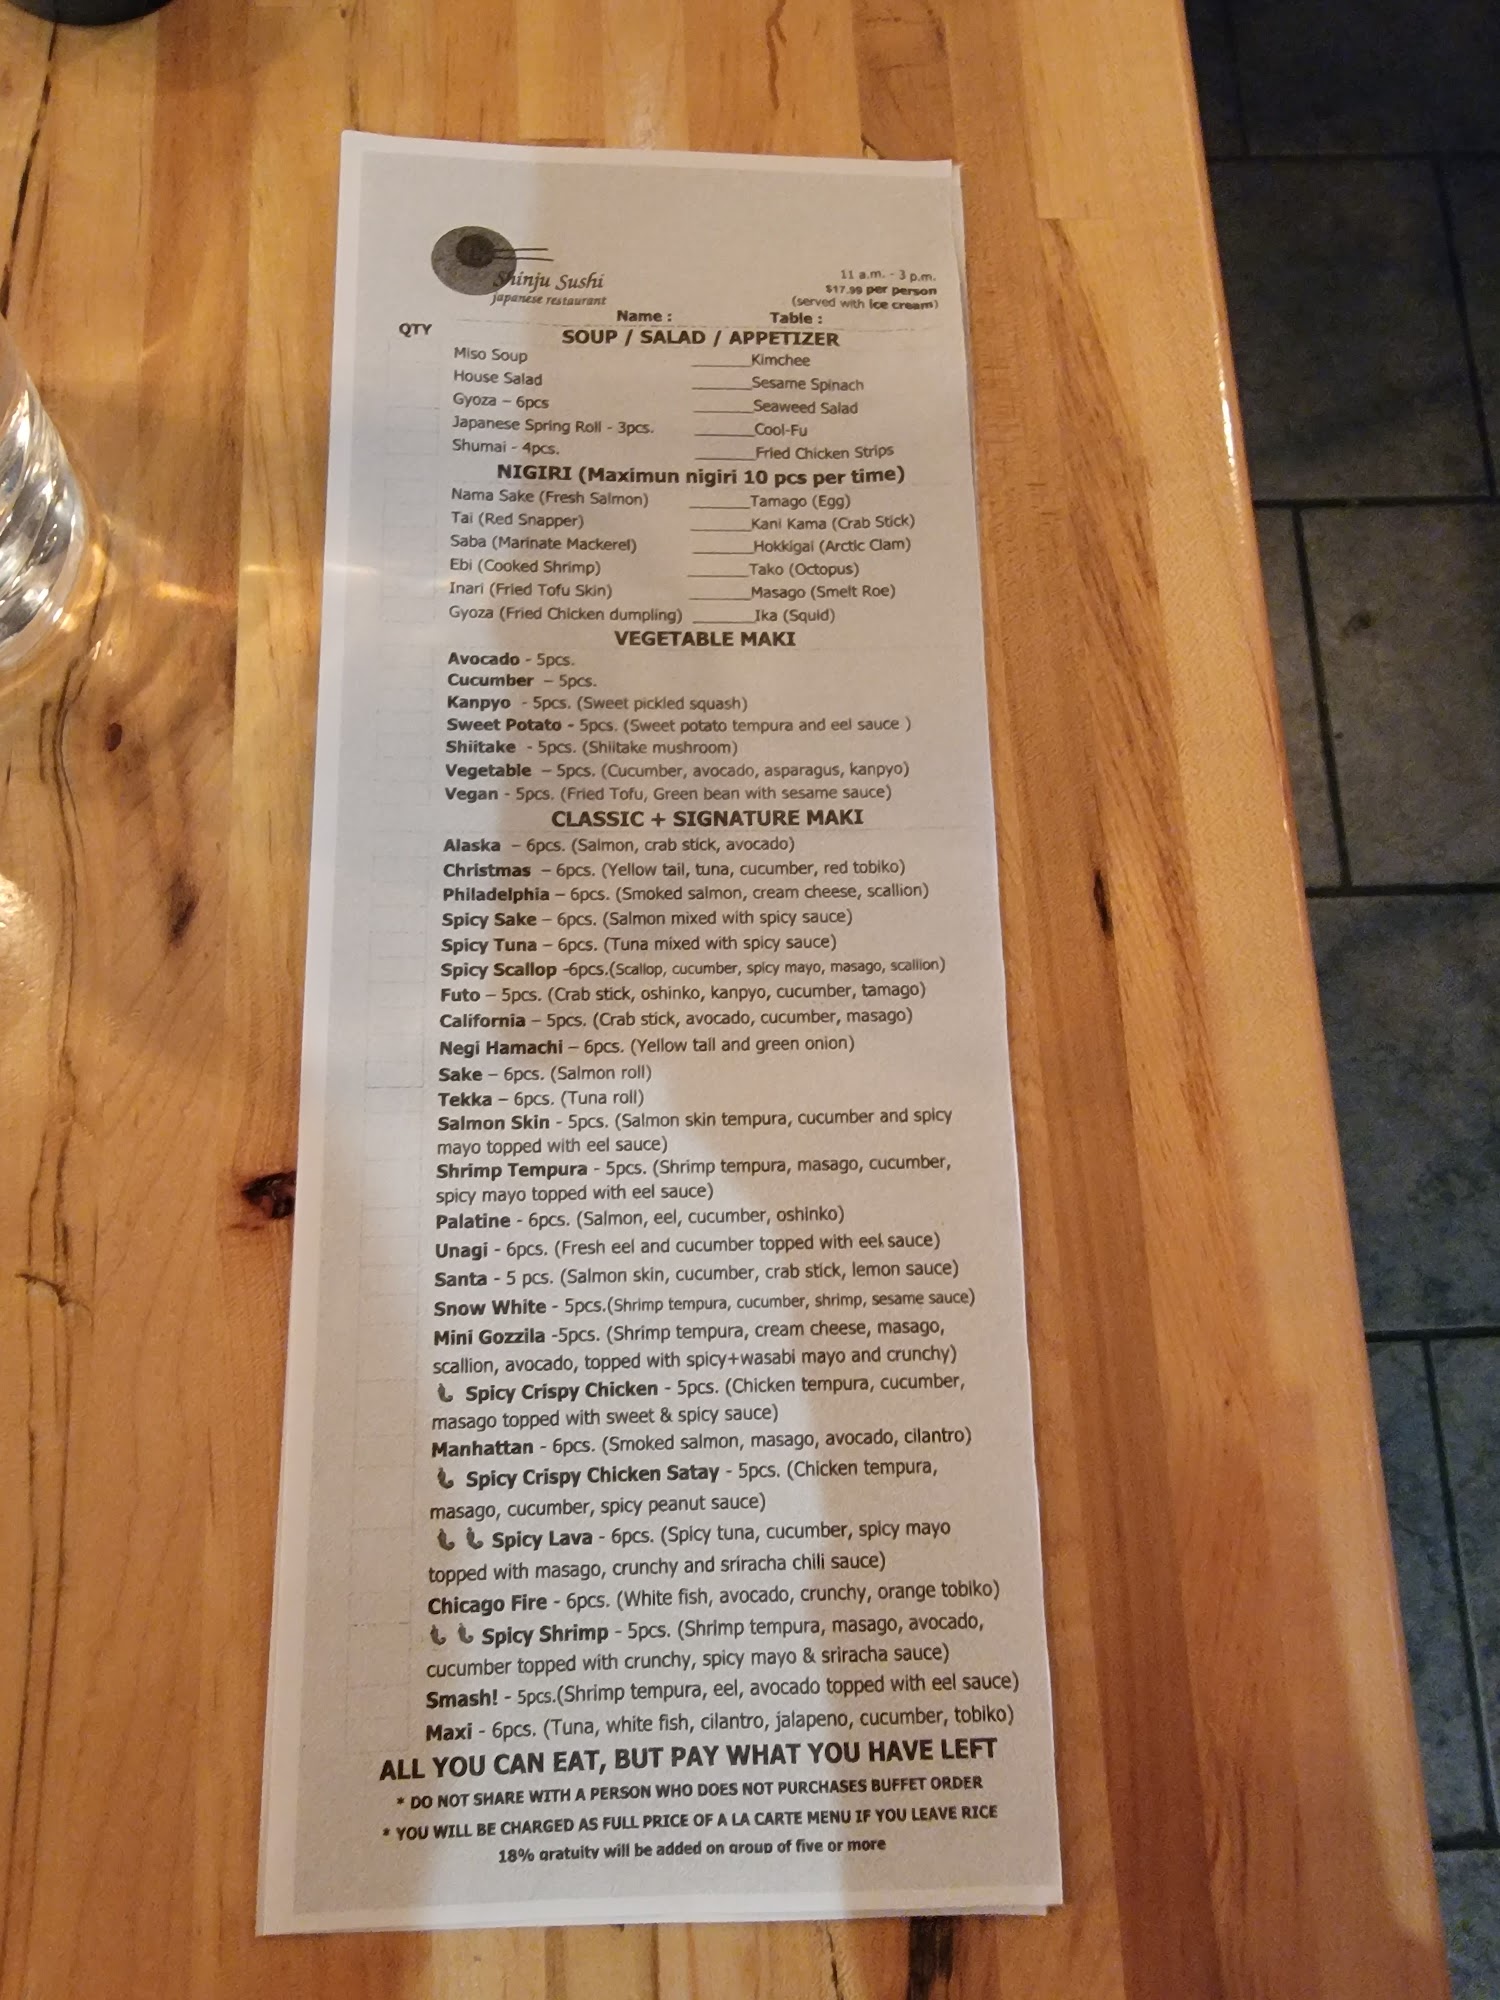 Shinju Sushi
japanese restaurant
11 a.m. - 3 p.m.
$17.99 per person
(served with Ice cream)
Name : Table :
QTY
SOUP / SALAD / APPETIZER
Miso Soup ______Kimchee
House Salad ______Sesame Spinach
Gyoza – 6pcs ______Seaweed Salad
Japanese Spring Roll - 3pcs. ______Cool-Fu
Shumai - 4pcs. ______Fried Chicken Strips
NIGIRI (Maximun nigiri 10 pcs per time)
Nama Sake (Fresh Salmon) ______Tamago (Egg)
Tai (Red Snapper) ______Kani Kama (Crab Stick)
Saba (Marinate Mackerel) ______Hokkigai (Arctic Clam)
Ebi (Cooked Shrimp) ______Tako (Octopus)
Inari (Fried Tofu Skin) ______Masago (Smelt Roe)
Gyoza (Fried Chicken dumpling) ______Ika (Squid)
VEGETABLE MAKI
Avocado - 5pcs.
Cucumber – 5pcs.
Kanpyo - 5pcs. (Sweet pickled squash)
Sweet Potato - 5pcs. (Sweet potato tempura and eel sauce )
Shiitake - 5pcs. (Shiitake mushroom)
Vegetable – 5pcs. (Cucumber, avocado, asparagus, kanpyo)
Vegan - 5pcs. (Fried Tofu, Green bean with sesame sauce)
CLASSIC + SIGNATURE MAKI
Alaska – 6pcs. (Salmon, crab stick, avocado)
Christmas – 6pcs. (Yellow tail, tuna, cucumber, red tobiko)
Philadelphia – 6pcs. (Smoked salmon, cream cheese, scallion)
Spicy Sake – 6pcs. (Salmon mixed with spicy sauce)
Spicy Tuna – 6pcs. (Tuna mixed with spicy sauce)
Spicy Scallop -6pcs.(Scallop, cucumber, spicy mayo, masago, scallion)
Futo – 5pcs. (Crab stick, oshinko, kanpyo, cucumber, tamago)
California – 5pcs. (Crab stick, avocado, cucumber, masago)
Negi Hamachi – 6pcs. (Yellow tail and green onion)
Sake – 6pcs. (Salmon roll)
Tekka – 6pcs. (Tuna roll)
Salmon Skin - 5pcs. (Salmon skin tempura, cucumber and spicy
mayo topped with eel sauce)
Shrimp Tempura - 5pcs. (Shrimp tempura, masago, cucumber,
spicy mayo topped with eel sauce)
Palatine - 6pcs. (Salmon, eel, cucumber, oshinko)
Unagi - 6pcs. (Fresh eel and cucumber topped with eel sauce)
Santa - 5 pcs. (Salmon skin, cucumber, crab stick, lemon sauce)
Snow White - 5pcs.(Shrimp tempura, cucumber, shrimp, sesame sauce)
Mini Gozzila -5pcs. (Shrimp tempura, cream cheese, masago,
scallion, avocado, topped with spicy+wasabi mayo and crunchy)
Spicy Crispy Chicken - 5pcs. (Chicken tempura, cucumber,
masago topped with sweet & spicy sauce)
Manhattan - 6pcs. (Smoked salmon, masago, avocado, cilantro)
Spicy Crispy Chicken Satay - 5pcs. (Chicken tempura,
masago, cucumber, spicy peanut sauce)
Spicy Lava - 6pcs. (Spicy tuna, cucumber, spicy mayo
topped with masago, crunchy and sriracha chili sauce)
Chicago Fire - 6pcs. (White fish, avocado, crunchy, orange tobiko)
Spicy Shrimp - 5pcs. (Shrimp tempura, masago, avocado,
cucumber topped with crunchy, spicy mayo & sriracha sauce)
Smash! - 5pcs.(Shrimp tempura, eel, avocado topped with eel sauce)
Maxi - 6pcs. (Tuna, white fish, cilantro, jalapeno, cucumber, tobiko)
ALL YOU CAN EAT, BUT PAY WHAT YOU HAVE LEFT
* DO NOT SHARE WITH A PERSON WHO DOES NOT PURCHASES BUFFET ORDER
* YOU WILL BE CHARGED AS FULL PRICE OF A LA CARTE MENU IF YOU LEAVE RICE
18% gratuity will be added on group of five or more